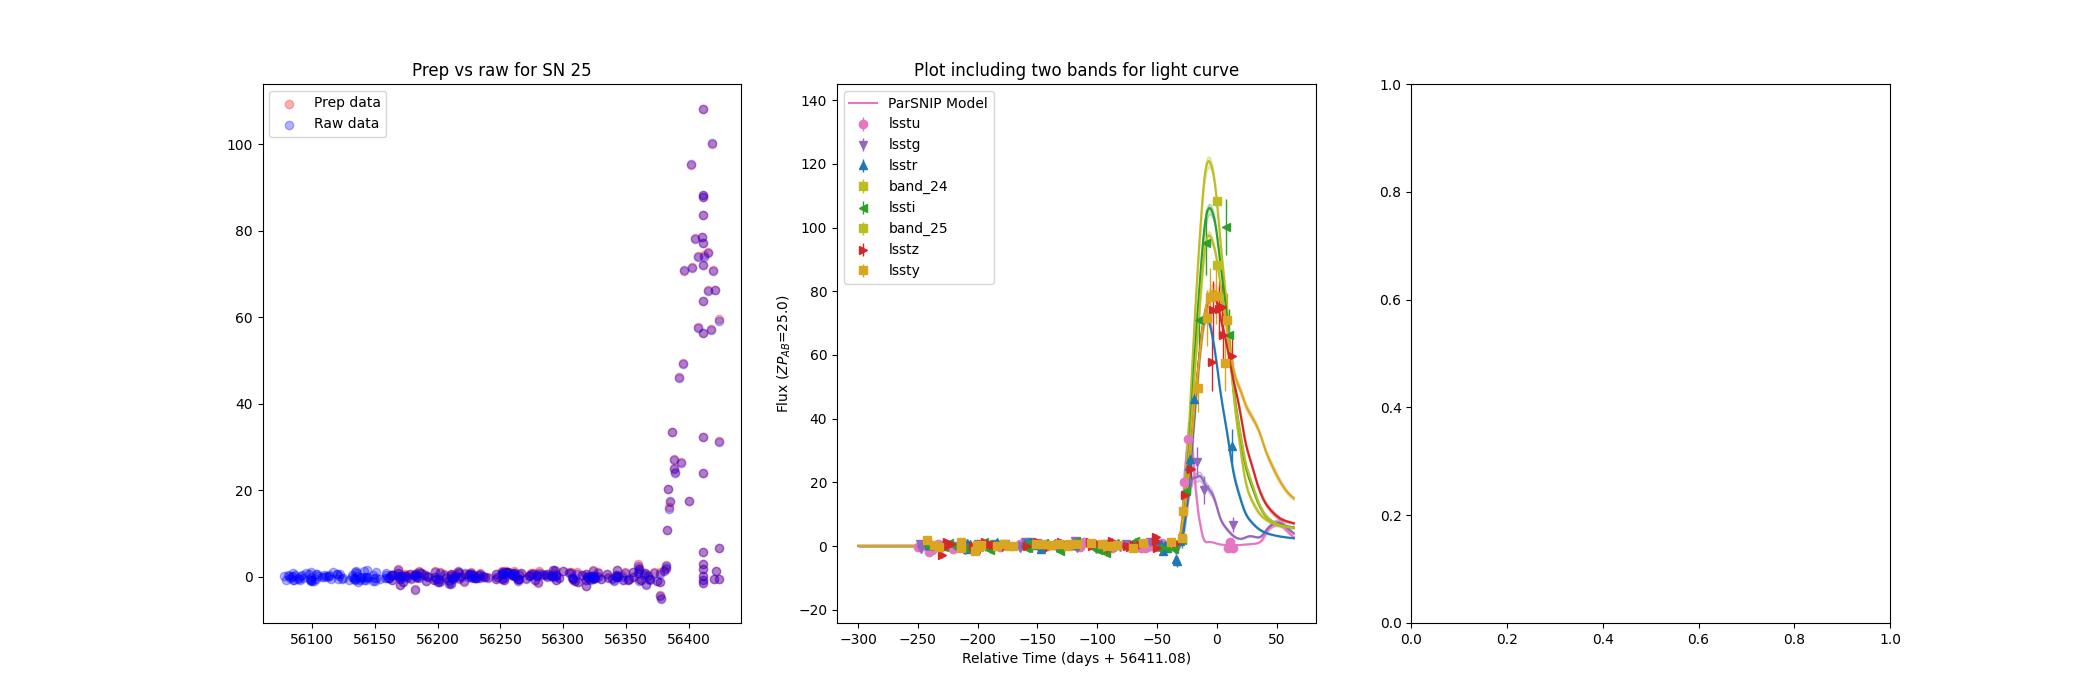 Prep vs raw for SN 25
Prep data
Raw data
100
80
60
40
20
0
56100 56150 56200 56250 56300 56350 56400
Plot including two bands for light curve
ParSNIP Model
lsstu
lsstg
lsstr
band_24
lssti
band_25
lsstz
lssty
Flux (ZP_AB=25.0)
140
120
100
80
60
40
20
0
−20
−300 −250 −200 −150 −100 −50 0 50
Relative Time (days + 56411.08)
1.0
0.8
0.6
0.4
0.2
0.0
0.0 0.2 0.4 0.6 0.8 1.0